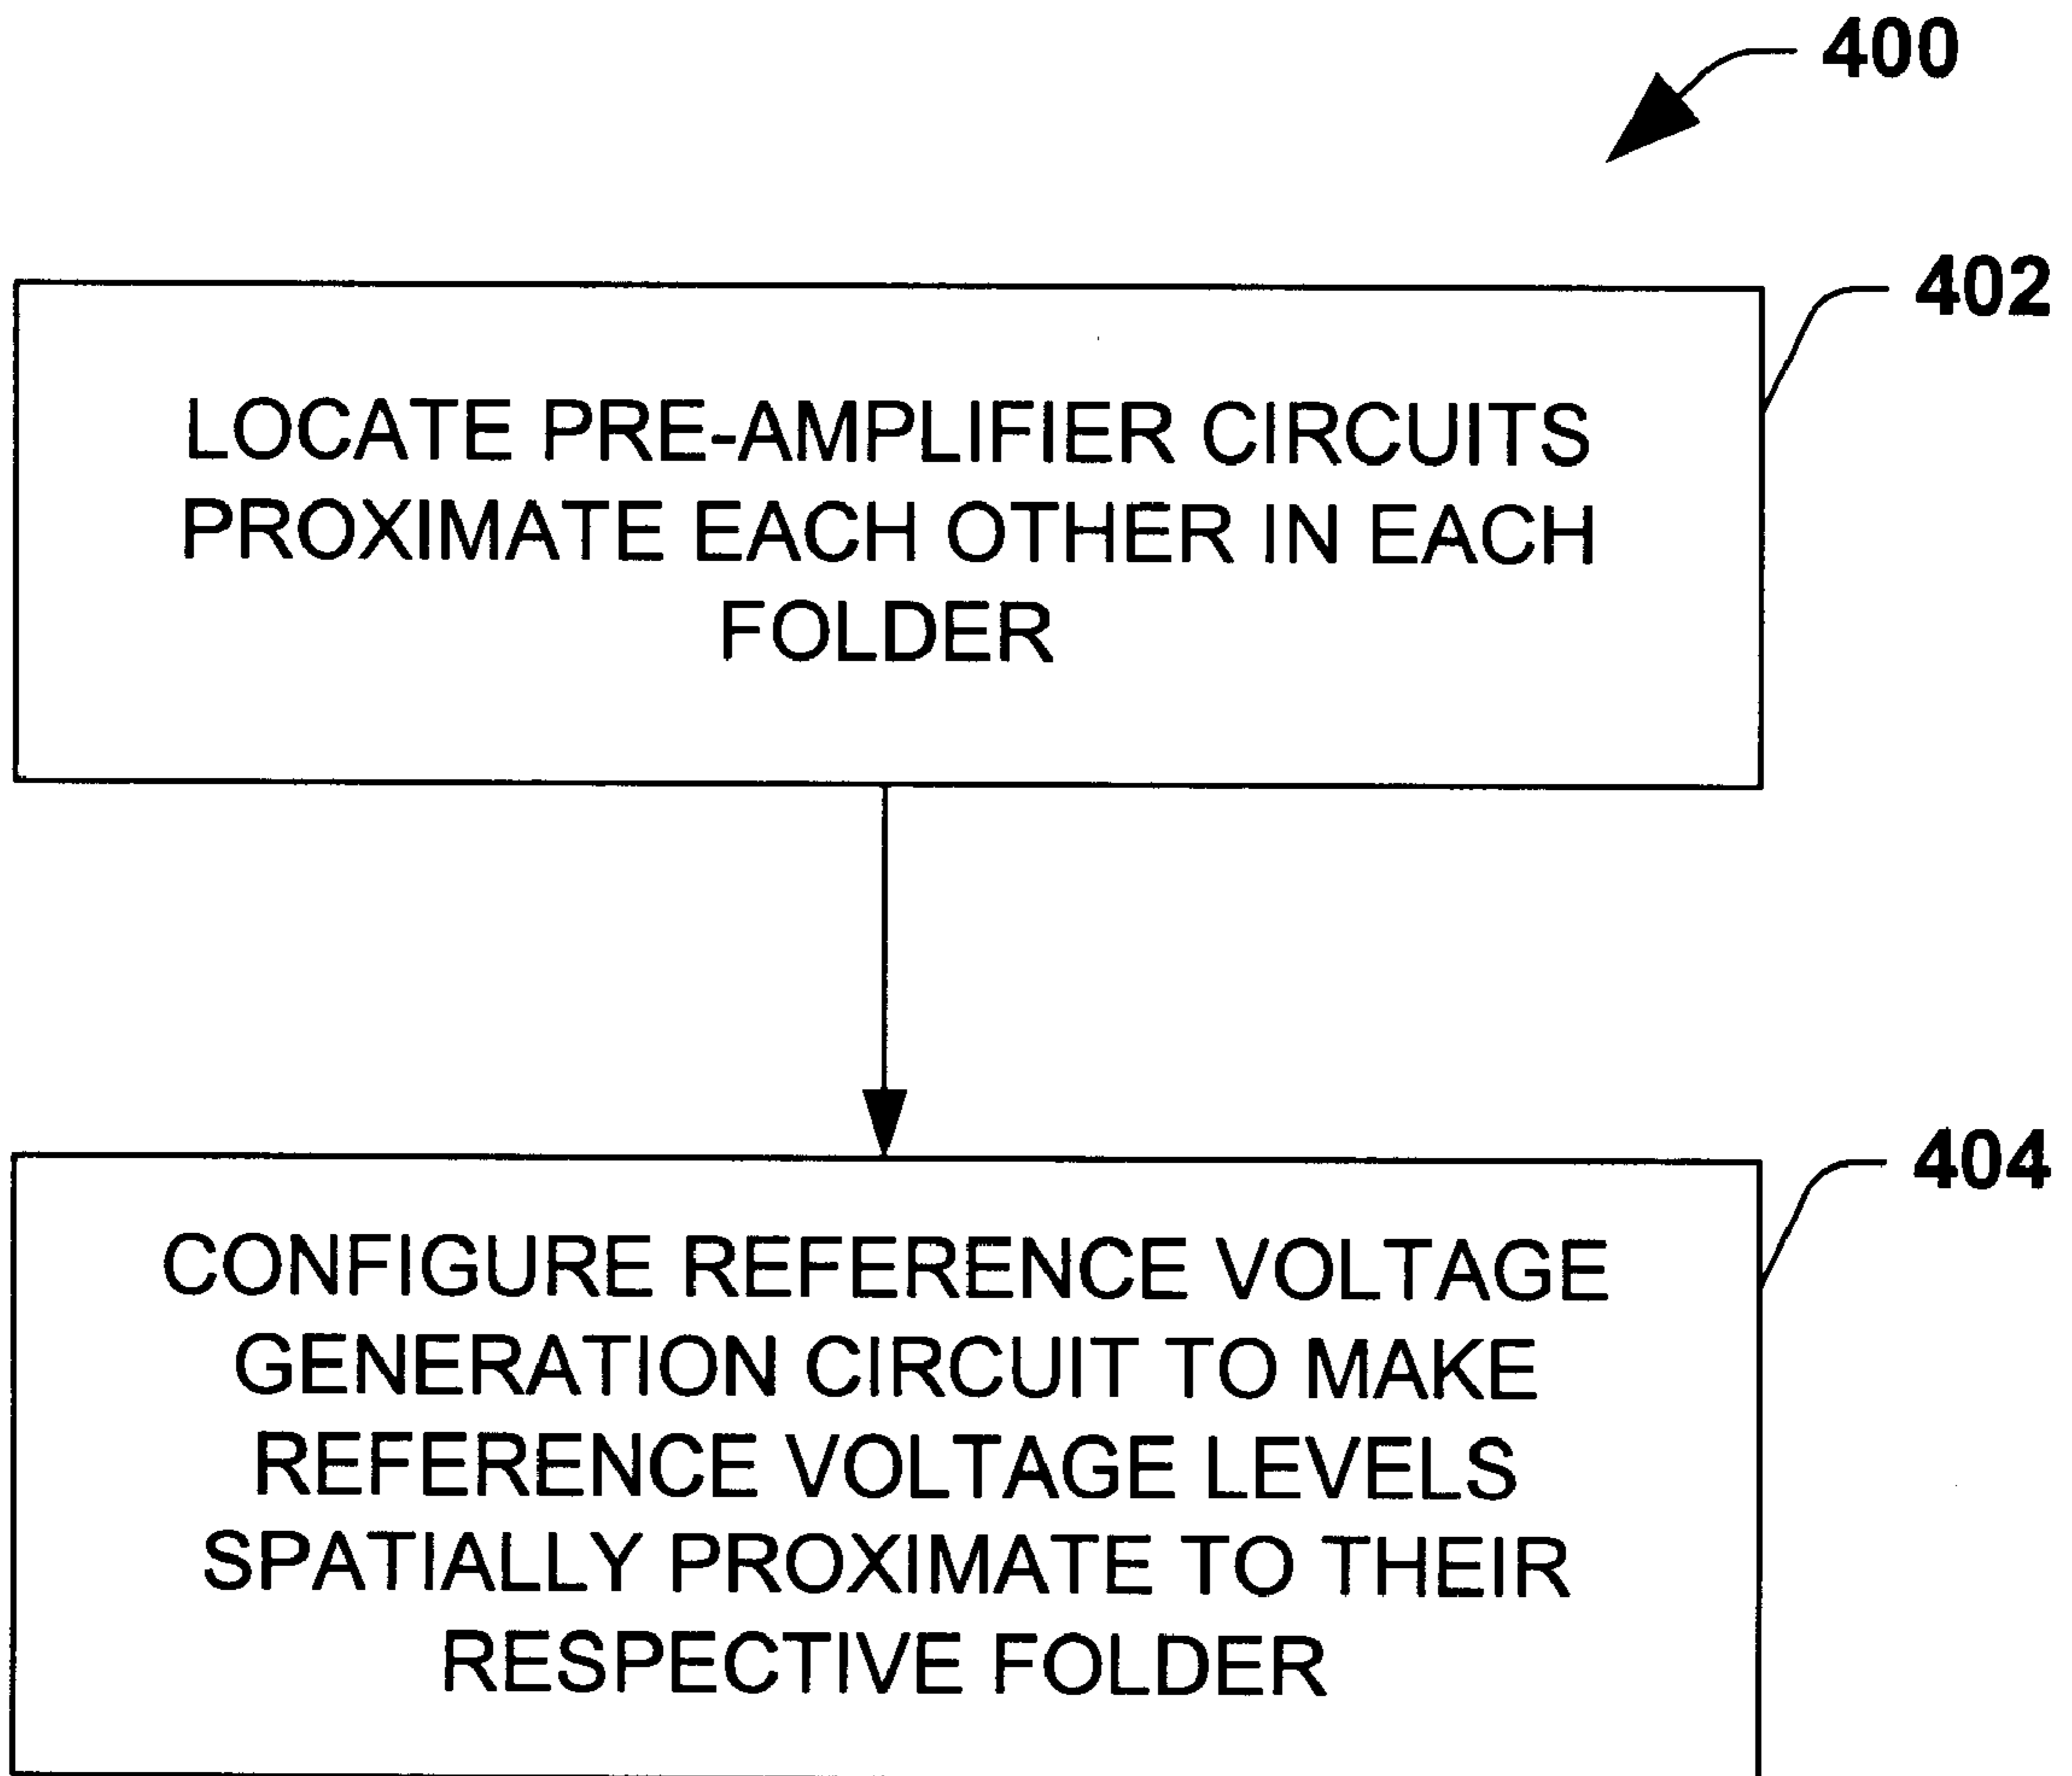 400
402
LOCATE PRE-AMPLIFIER CIRCUITS
PROXIMATE EACH OTHER IN EACH
FOLDER
404
CONFIGURE REFERENCE VOLTAGE
GENERATION CIRCUIT TO MAKE
REFERENCE VOLTAGE LEVELS
SPATIALLY PROXIMATE TO THEIR
RESPECTIVE FOLDER